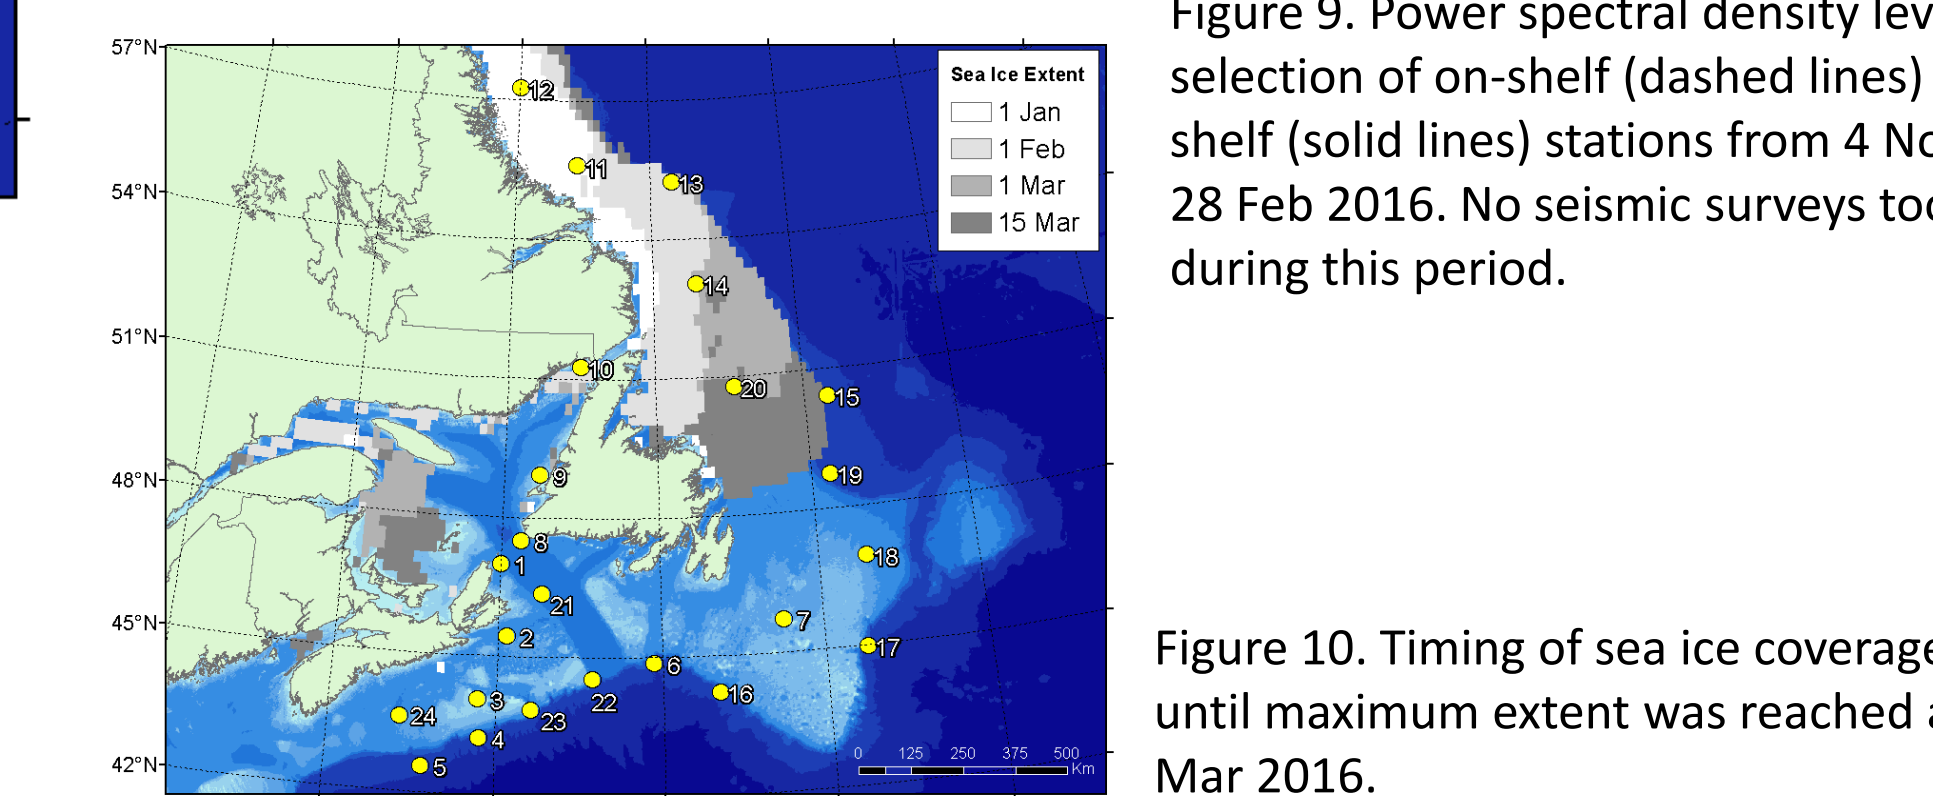 Figure 9. Power spectral density
selection of on-shelf (dashed lines)
shelf (solid lines) stations from 4
28 Feb 2016. No seismic surveys
during this period.
57°N
54°N
51°N
48°N
45°N
42°N
Sea Ice Extent
1 Jan
1 Feb
1 Mar
15 Mar
12
11
13
14
10
20
15
9
19
8
18
1
21
7
2
17
6
16
3
22
24
23
4
5
0 125 250 375 500
Km
Figure 10. Timing of sea ice coverage
until maximum extent was reached
Mar 2016.